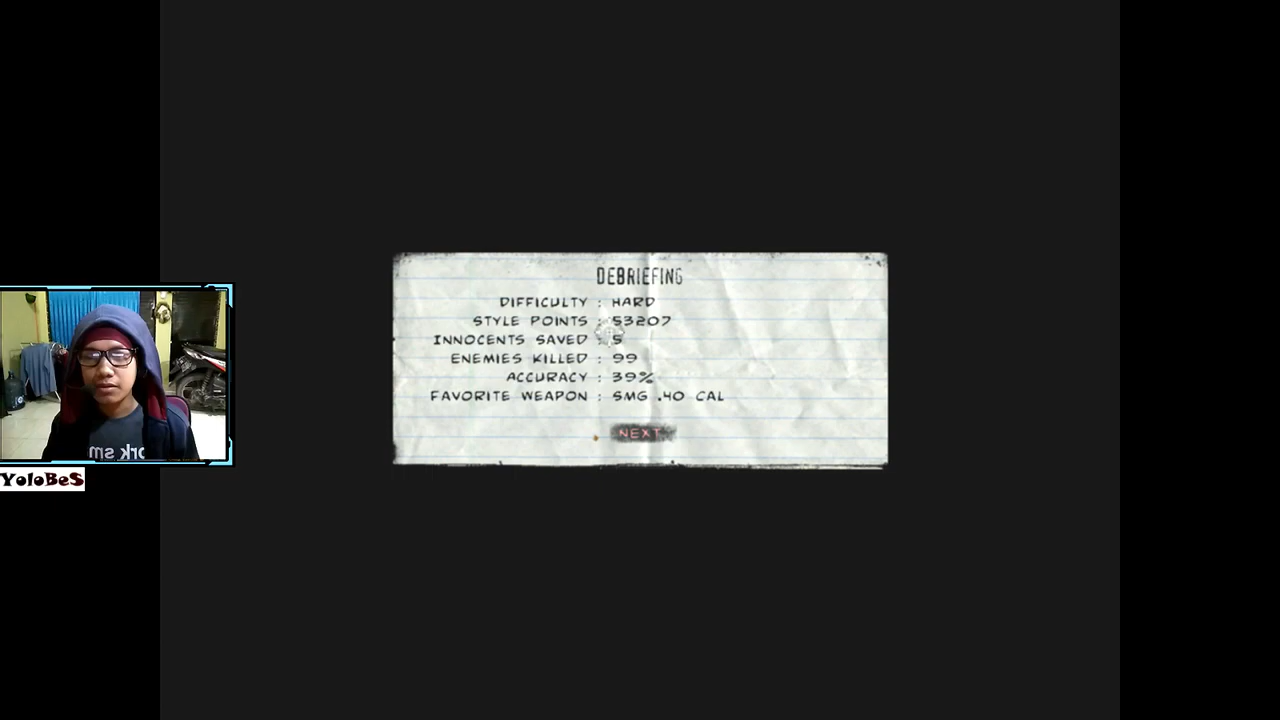 DEBRIEFING
DIFFICULTY : HARD
STYLE POINTS : 53207
INNOCENTS SAVED : 5
ENEMIES KILLED : 99
ACCURACY : 39%
FAVORITE WEAPON : SMG .40 CAL
NEXT
YoloBeS